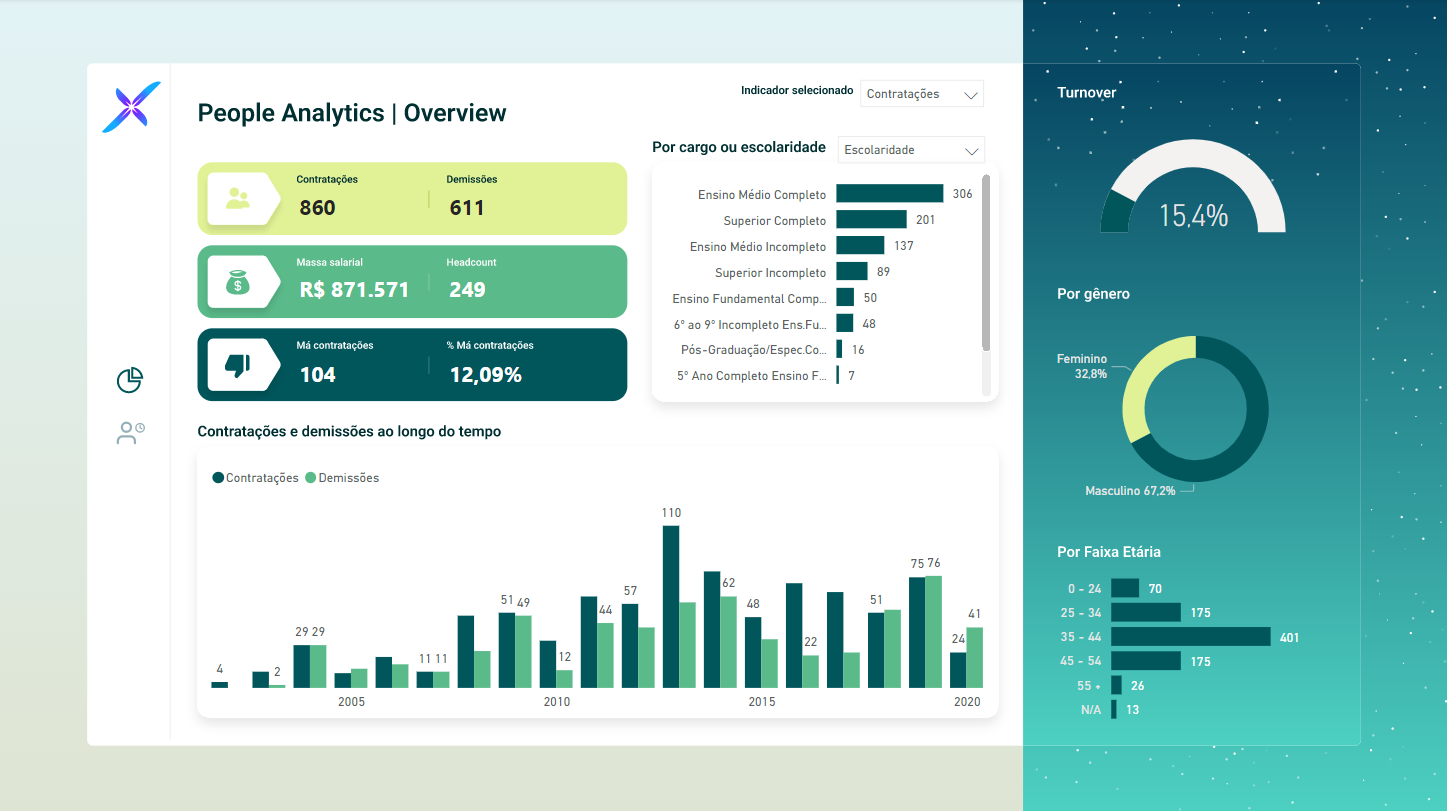 People Analytics | Overview
Indicador selecionado
Contratações
Contratações
860
Demissões
611
Massa salarial
R$ 871.571
Headcount
249
Má contratações
104
% Má contratações
12,09%
Por cargo ou escolaridade
Escolaridade
Ensino Médio Completo 306
Superior Completo 201
Ensino Médio Incompleto 137
Superior Incompleto 89
Ensino Fundamental Comp... 50
6º ao 9º Incompleto Ens.Fu... 48
Pós-Graduação/Espec.Co... 16
5º Ano Completo Ensino F... 7
Contratações e demissões ao longo do tempo
Contratações Demissões
4 2 29 29 11 11 51 49 12 44 57 110 62 48 22 51 75 76 24 41
2005 2010 2015 2020
Turnover
15,4%
Por gênero
Feminino
32,8%
Masculino 67,2%
Por Faixa Etária
0 - 24 70
25 - 34 175
35 - 44 401
45 - 54 175
55 + 26
N/A 13